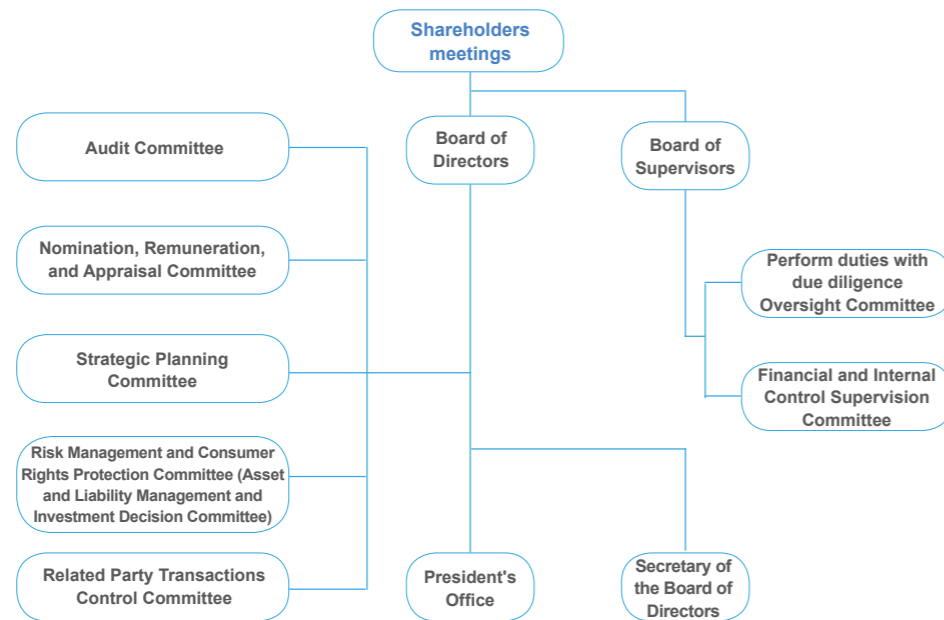 Shareholders
meetings
Board of
Directors
Board of
Supervisors
Audit Committee
Nomination, Remuneration,
and Appraisal Committee
Strategic Planning
Committee
Risk Management and Consumer
Rights Protection Committee (Asset
and Liability Management and
Investment Decision Committee)
Related Party Transactions
Control Committee
Perform duties with
due diligence
Oversight Committee
Financial and Internal
Control Supervision
Committee
President's
Office
Secretary of
the Board of
Directors